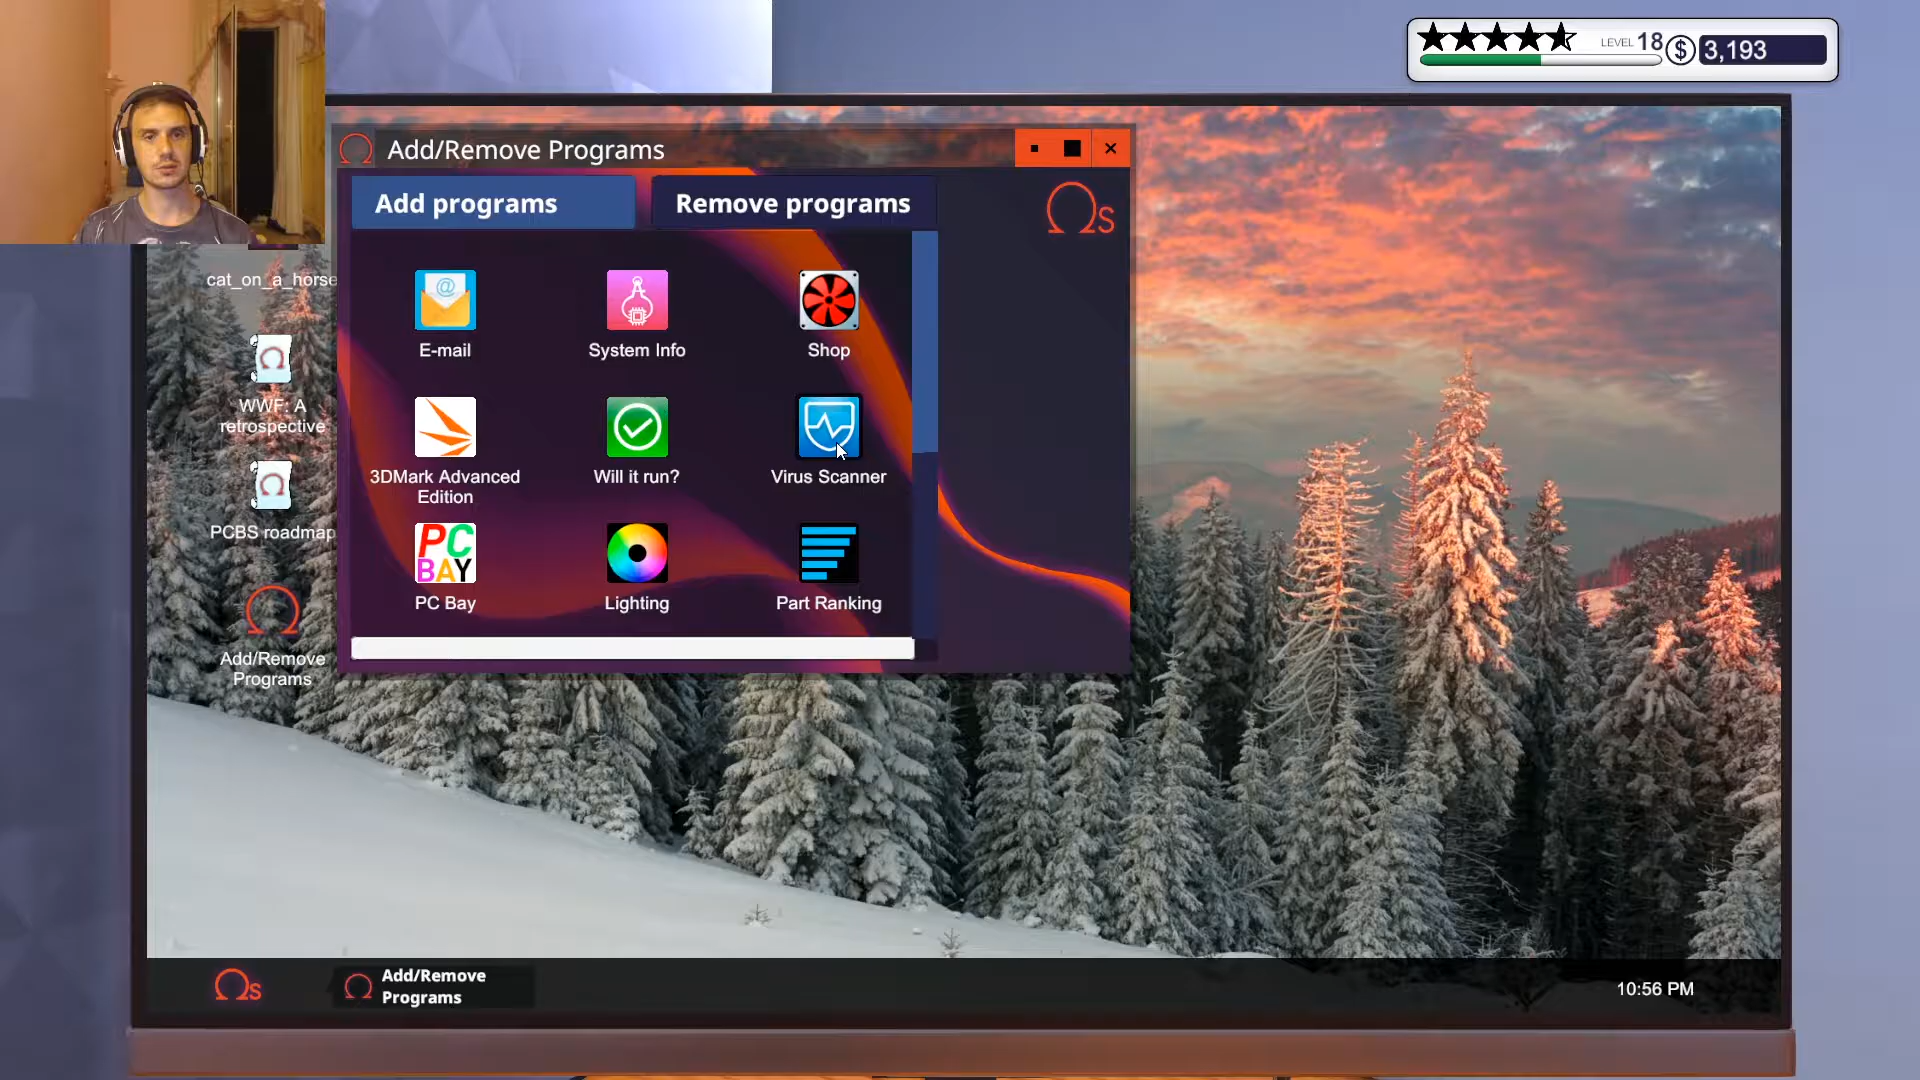 LEVEL 18
$ 3,193
Add/Remove Programs
Add programs
Remove programs
Ωs
@
E-mail
System Info
Shop
3DMark Advanced
Edition
Will it run?
Virus Scanner
PC
BAY
PC Bay
Lighting
Part Ranking
cat_on_a_horse
WWF: A
retrospective
PCBS roadmap
Add/Remove
Programs
Ωs
Add/Remove
Programs
10:56 PM